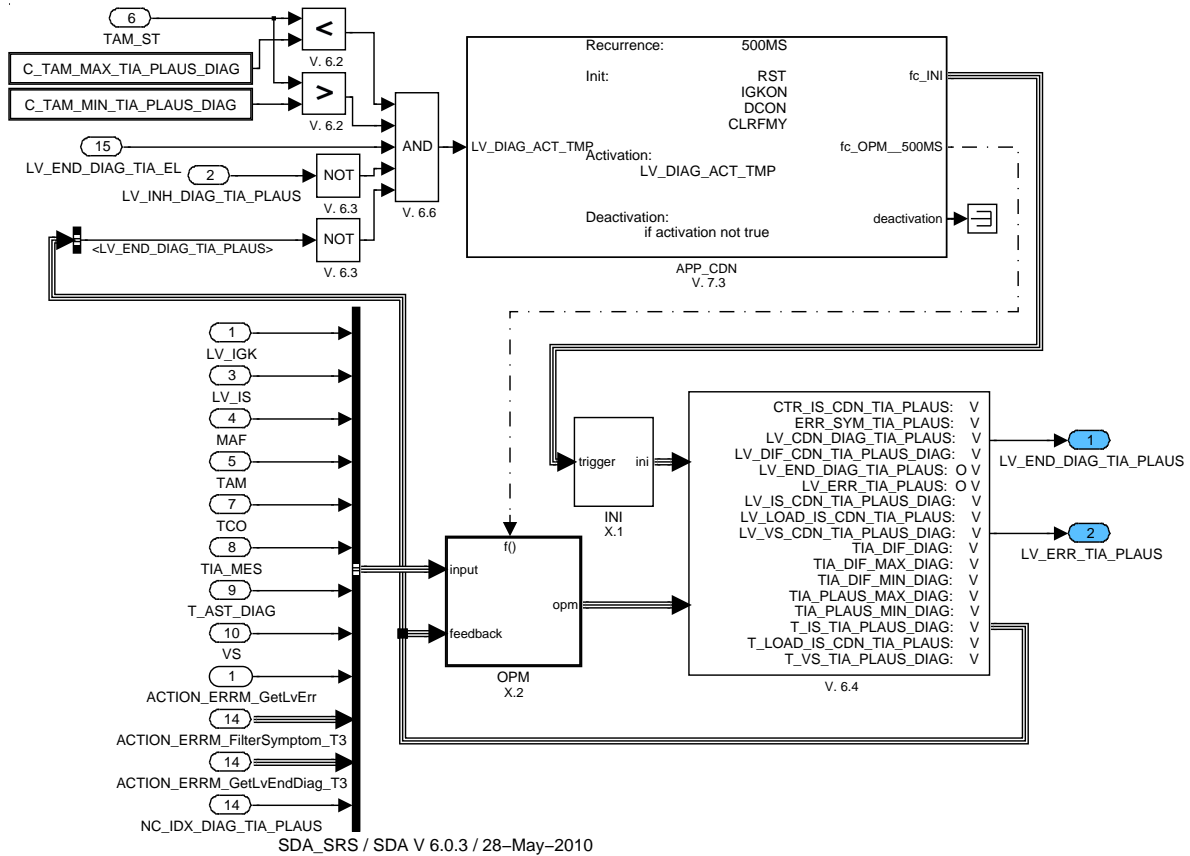 6
TAM_ST
C_TAM_MAX_TIA_PLAUS_DIAG
<
V. 6.2
C_TAM_MIN_TIA_PLAUS_DIAG
>
V. 6.2
15
LV_END_DIAG_TIA_EL
2
LV_INH_DIAG_TIA_PLAUS
NOT
V. 6.3
<LV_END_DIAG_TIA_PLAUS>
NOT
V. 6.3
AND
V. 6.6
Recurrence: 500MS
Init: RST
IGKON
DCON
CLRFMY
LV_DIAG_ACT_TMP
Activation:
LV_DIAG_ACT_TMP
Deactivation:
if activation not true
fc_INI
fc_OPM__500MS
deactivation
APP_CDN
V. 7.3
1
LV_IGK
3
LV_IS
4
MAF
5
TAM
7
TCO
8
TIA_MES
9
T_AST_DIAG
10
VS
1
ACTION_ERRM_GetLvErr
14
ACTION_ERRM_FilterSymptom_T3
14
ACTION_ERRM_GetLvEndDiag_T3
14
NC_IDX_DIAG_TIA_PLAUS
trigger ini
INI
X.1
f()
input
opm
feedback
OPM
X.2
CTR_IS_CDN_TIA_PLAUS: V
ERR_SYM_TIA_PLAUS: V
LV_CDN_DIAG_TIA_PLAUS: V
LV_DIF_CDN_TIA_PLAUS_DIAG: V
LV_END_DIAG_TIA_PLAUS: O V
LV_ERR_TIA_PLAUS: O V
LV_IS_CDN_TIA_PLAUS_DIAG: V
LV_LOAD_IS_CDN_TIA_PLAUS: V
LV_VS_CDN_TIA_PLAUS_DIAG: V
TIA_DIF_DIAG: V
TIA_DIF_MAX_DIAG: V
TIA_DIF_MIN_DIAG: V
TIA_PLAUS_MAX_DIAG: V
TIA_PLAUS_MIN_DIAG: V
T_IS_TIA_PLAUS_DIAG: V
T_LOAD_IS_CDN_TIA_PLAUS: V
T_VS_TIA_PLAUS_DIAG: V
V. 6.4
1
LV_END_DIAG_TIA_PLAUS
2
LV_ERR_TIA_PLAUS
SDA_SRS / SDA V 6.0.3 / 28–May–2010